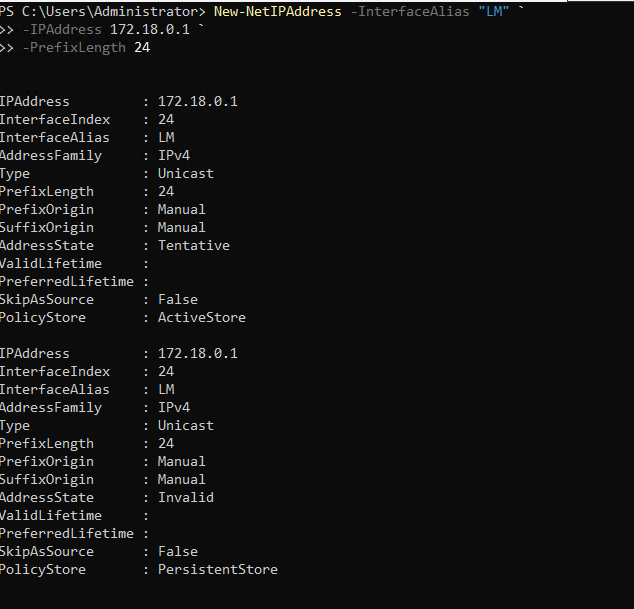 PS C:\Users\Administrator> New-NetIPAddress -InterfaceAlias "LM" `
>> -IPAddress 172.18.0.1 `
>> -PrefixLength 24
IPAddress         : 172.18.0.1
InterfaceIndex    : 24
InterfaceAlias    : LM
AddressFamily     : IPv4
Type              : Unicast
PrefixLength      : 24
PrefixOrigin      : Manual
SuffixOrigin      : Manual
AddressState      : Tentative
ValidLifetime     :
PreferredLifetime :
SkipAsSource      : False
PolicyStore       : ActiveStore
IPAddress         : 172.18.0.1
InterfaceIndex    : 24
InterfaceAlias    : LM
AddressFamily     : IPv4
Type              : Unicast
PrefixLength      : 24
PrefixOrigin      : Manual
SuffixOrigin      : Manual
AddressState      : Invalid
ValidLifetime     :
PreferredLifetime :
SkipAsSource      : False
PolicyStore       : PersistentStore